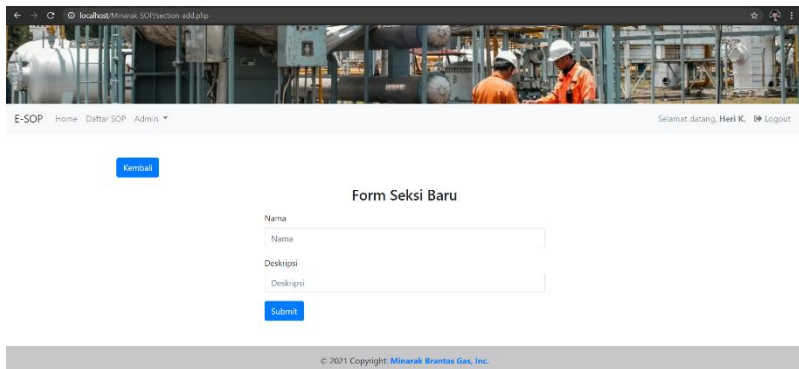 localhost/Minarak-SOP/section-add.php
E-SOP Home Daftar SOP Admin Selamat datang, Heri K. Logout
Kembali
Form Seksi Baru
Nama
Nama
Deskripsi
Deskripsi
Submit
© 2021 Copyright: Minarak Brantas Gas, Inc.